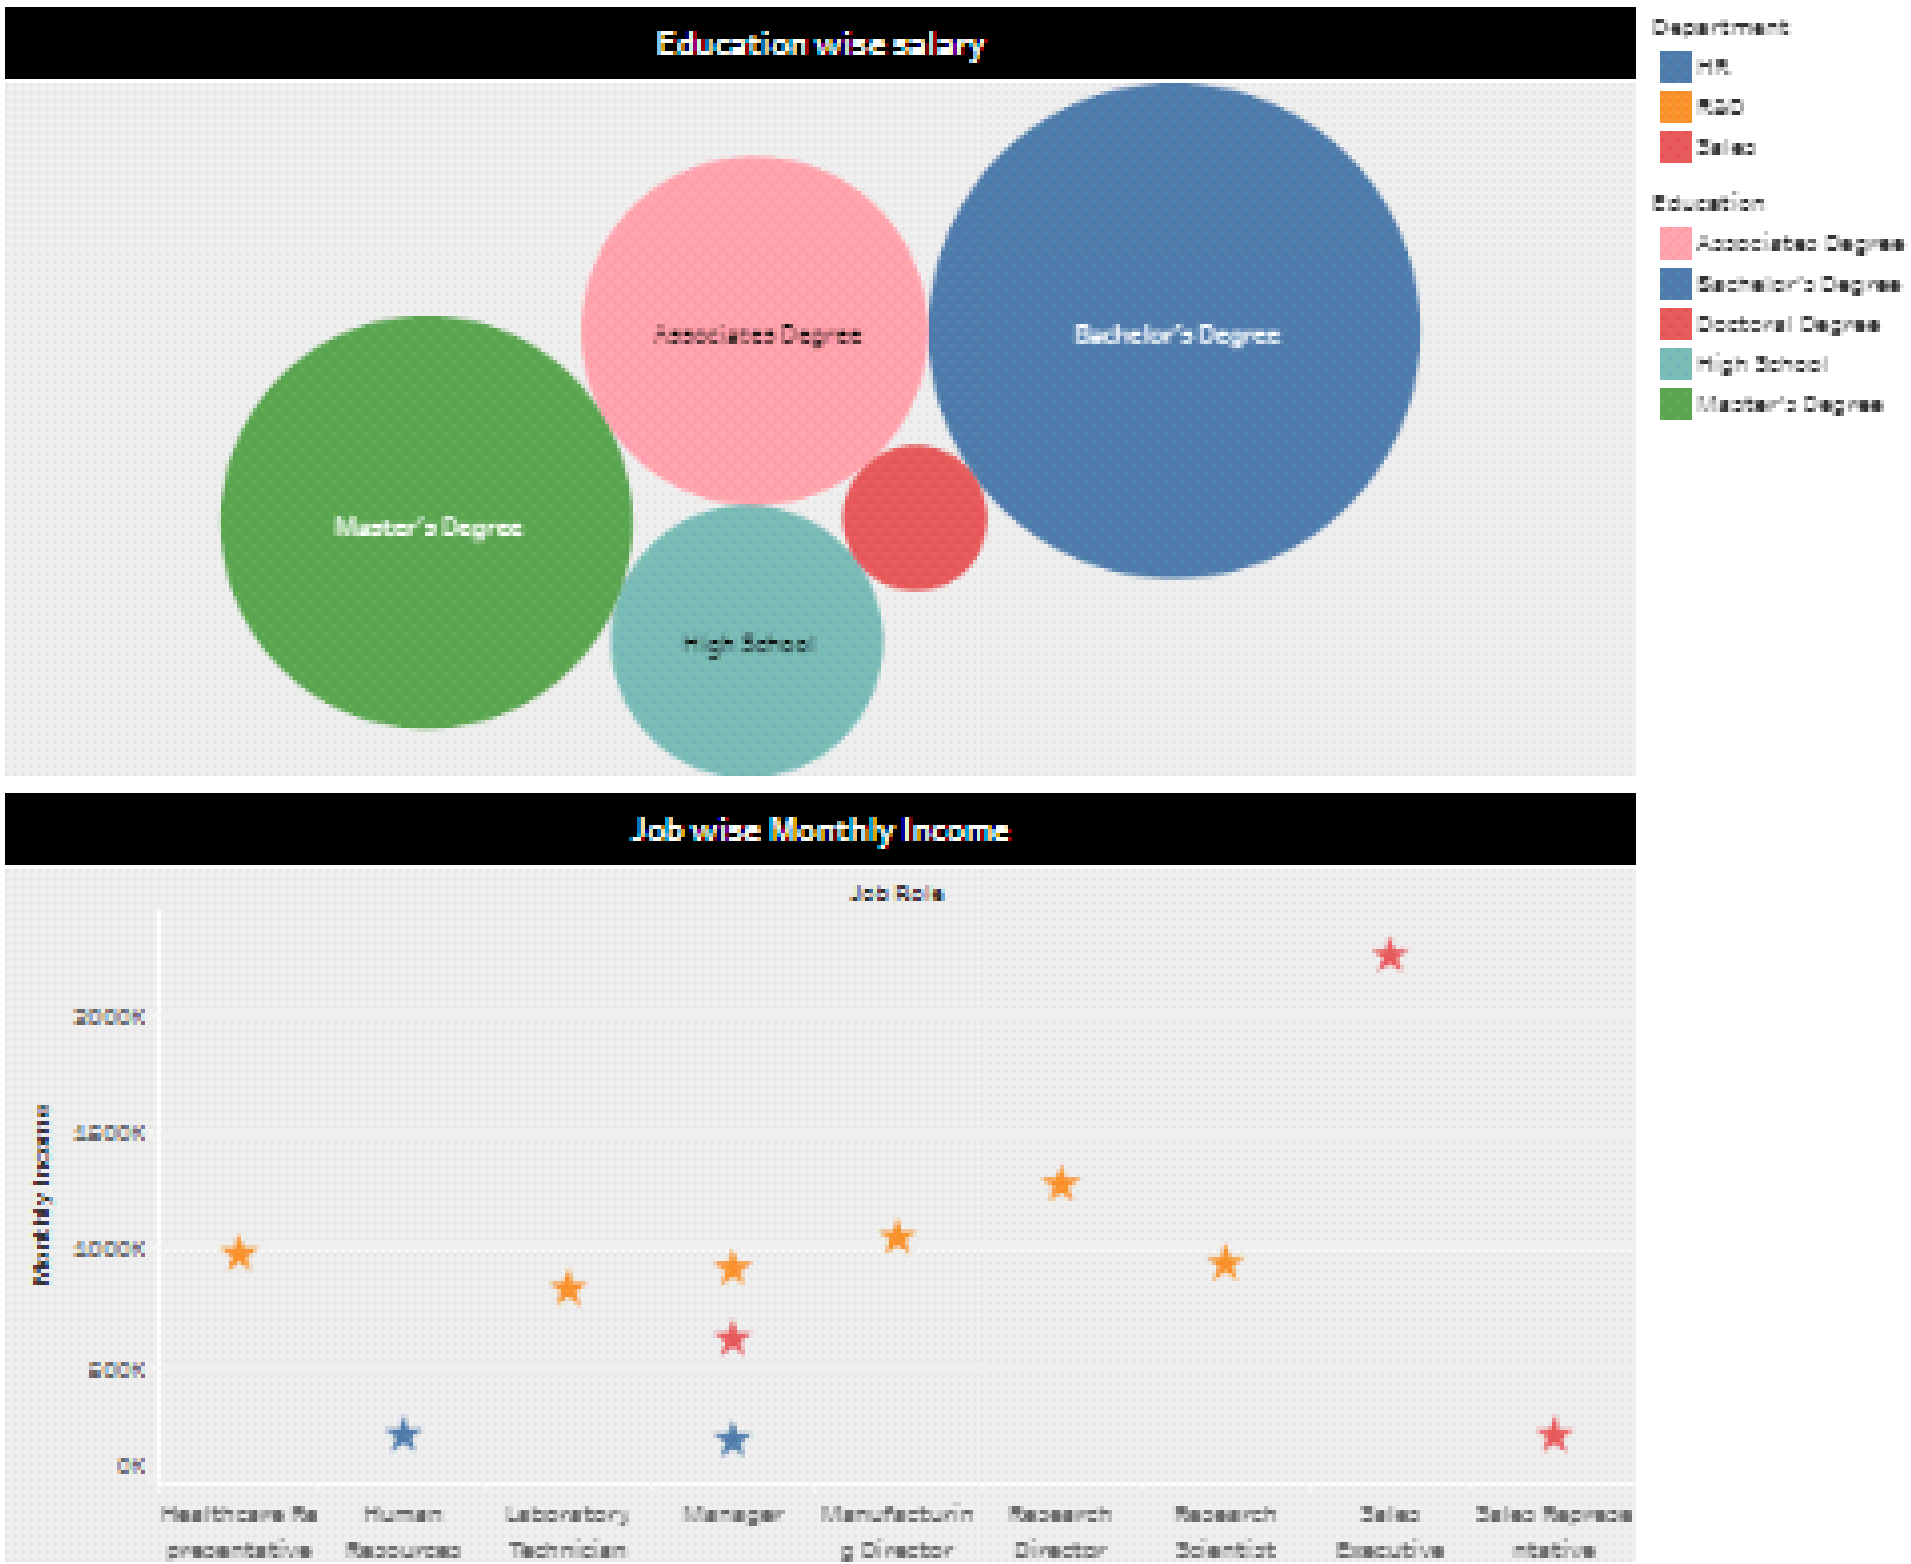 Education wise salary
Department
HR
R&D
Sales
Education
Associates Degree
Bachelor's Degree
Doctoral Degree
High School
Master's Degree
Associates Degree
Bachelor's Degree
Master's Degree
High School
Job wise Monthly Income
Job Role
Monthly Income
2000K
1500K
1000K
500K
0K
Healthcare Re
presentative
Human
Resources
Laboratory
Technician
Manager
Manufacturin
g Director
Research
Director
Research
Scientist
Sales
Executive
Sales Represe
ntative